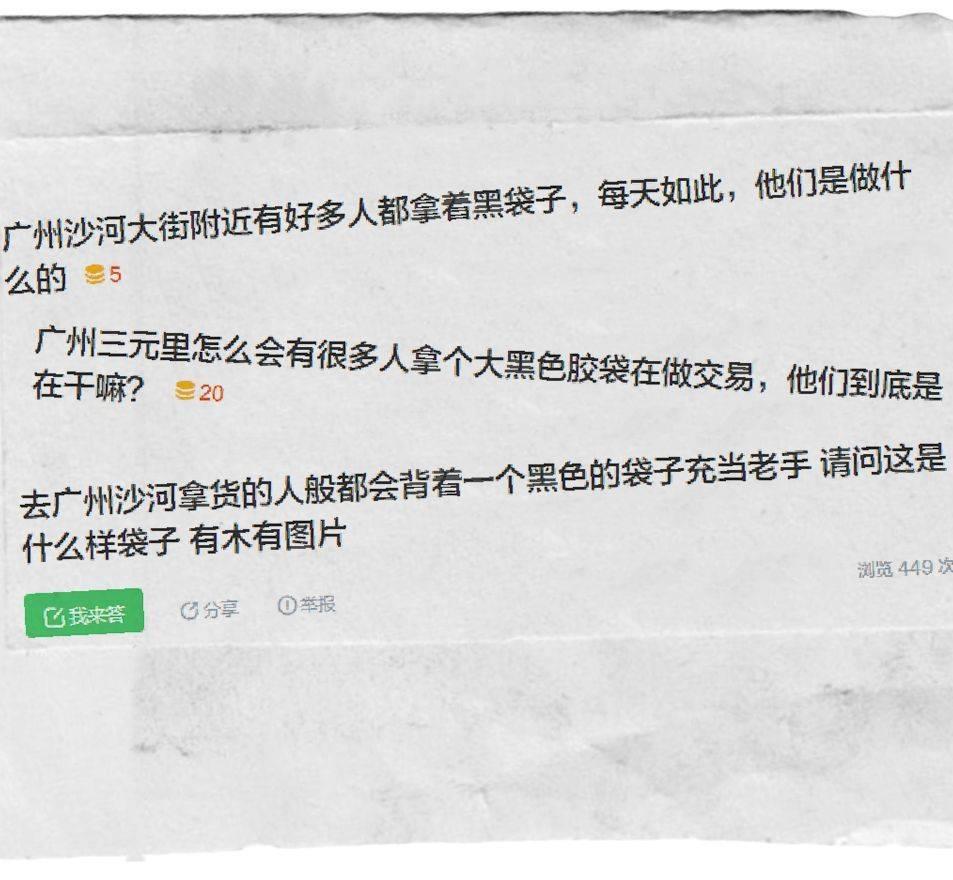 广州沙河大街附近有好多人都拿着黑袋子，每天如此，他们是做什
么的 5
广州三元里怎么会有很多人拿个大黑色胶袋在做交易，他们到底是
在干嘛？ 20
去广州沙河拿货的人般都会背着一个黑色的袋子充当老手 请问这是
什么样袋子 有木有图片
浏览 449 次
我来答 分享 举报